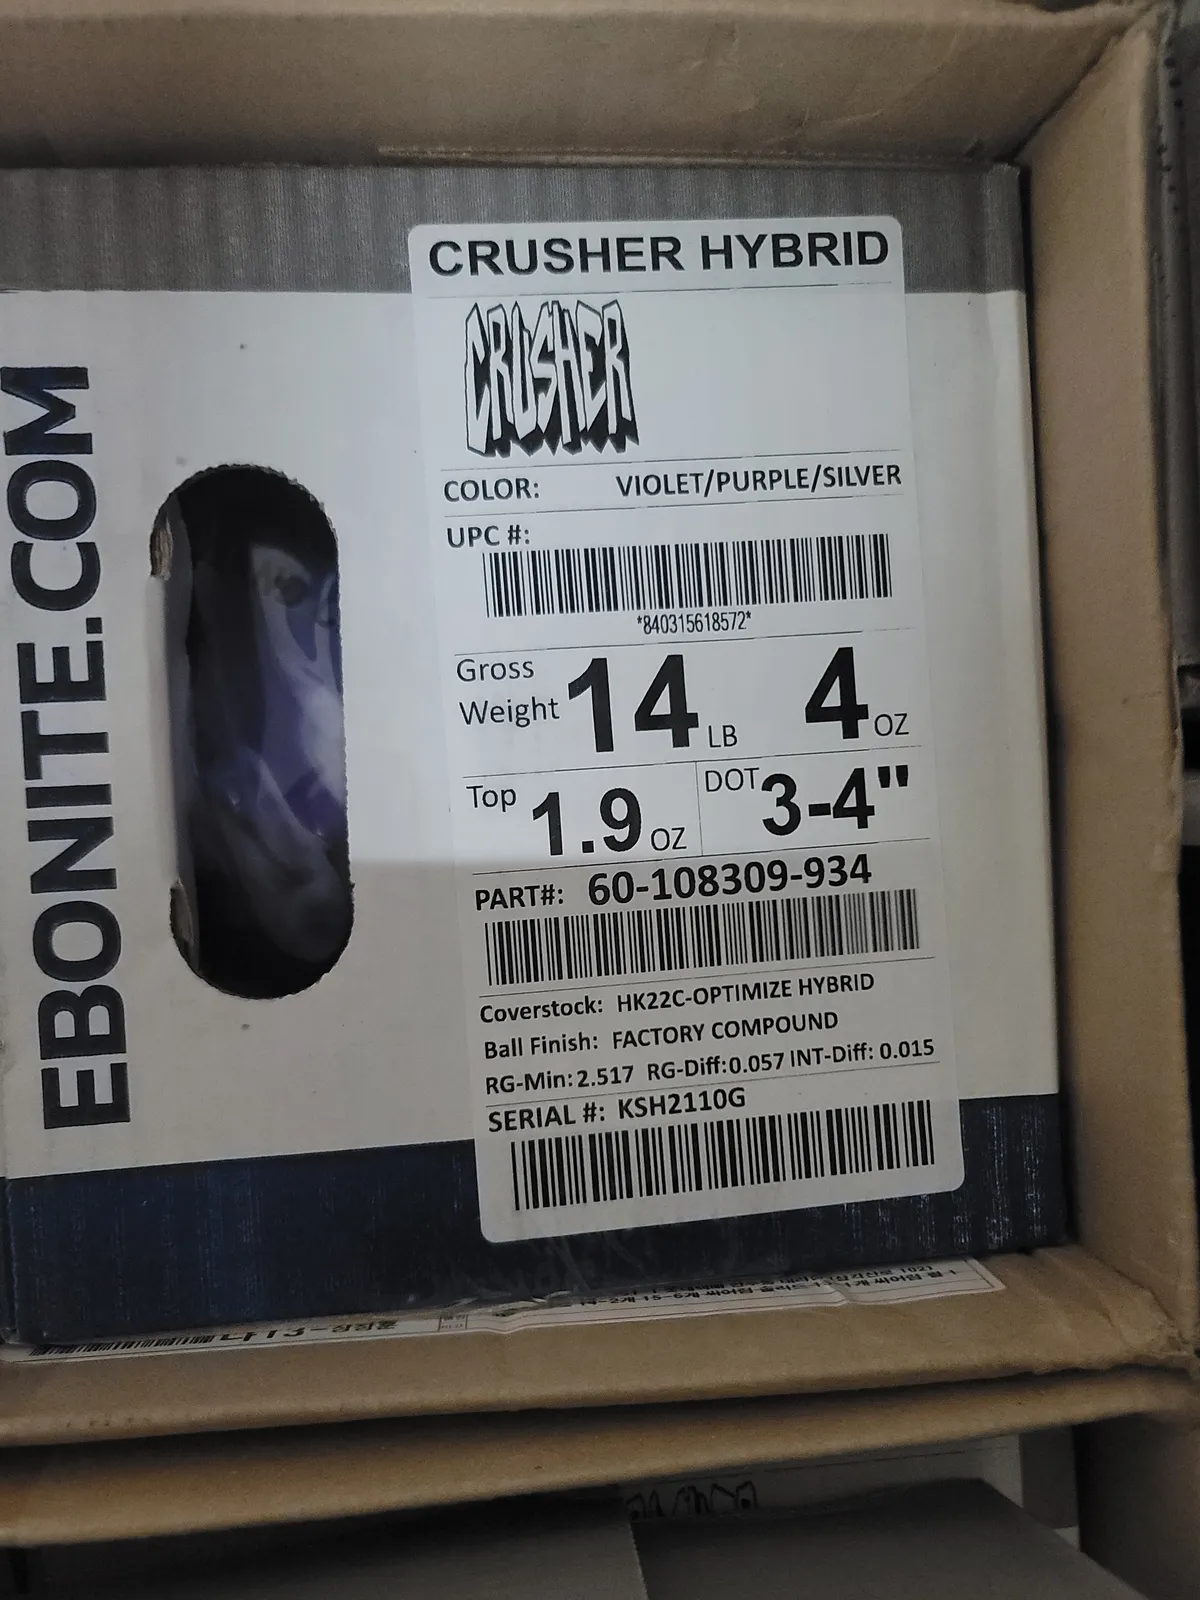 EBONITE.COM
CRUSHER HYBRID
CRUSHER
COLOR: VIOLET/PURPLE/SILVER
UPC #:
*840315618572*
Gross Weight 14 LB 4 OZ
Top 1.9 OZ DOT 3-4"
PART#: 60-108309-934
Coverstock: HK22C-OPTIMIZE HYBRID
Ball Finish: FACTORY COMPOUND
RG-Min: 2.517 RG-Diff: 0.057 INT-Diff: 0.015
SERIAL #: KSH2110G